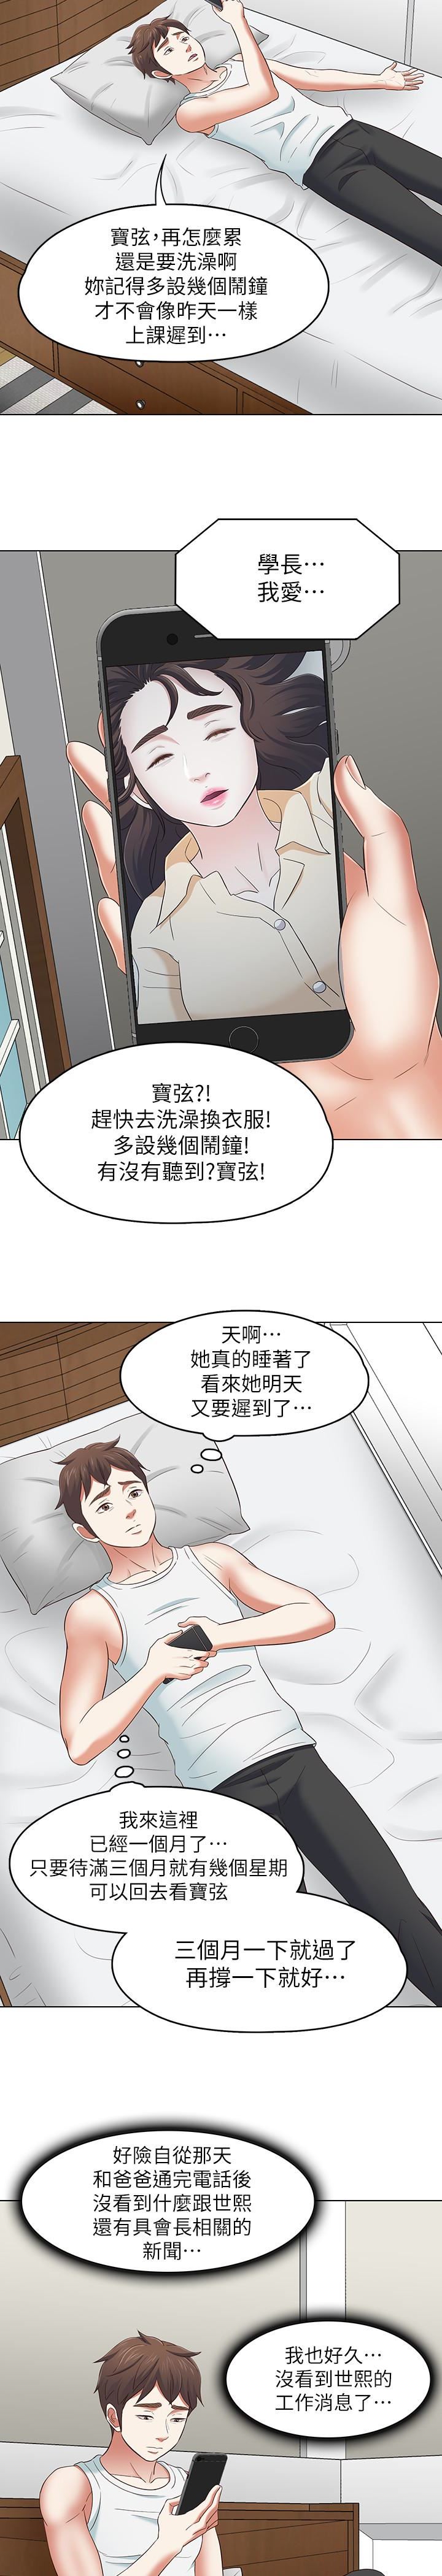 寶弦,再怎麼累
還是要洗澡啊
妳記得多設幾個鬧鐘
才不會像昨天一樣
上課遲到…
學長…
我愛…
寶弦?!
趕快去洗澡換衣服!
多設幾個鬧鐘!
有沒有聽到?寶弦!
天啊…
她真的睡著了
看來她明天
又要遲到了…
我來這裡
已經一個月了…
只要待滿三個月就有幾個星期
可以回去看寶弦
三個月一下就過了
再撐一下就好…
好險自從那天
和爸爸通完電話後
沒看到什麼跟世熙
還有具會長相關的
新聞…
我也好久…
沒看到世熙的
工作消息了…